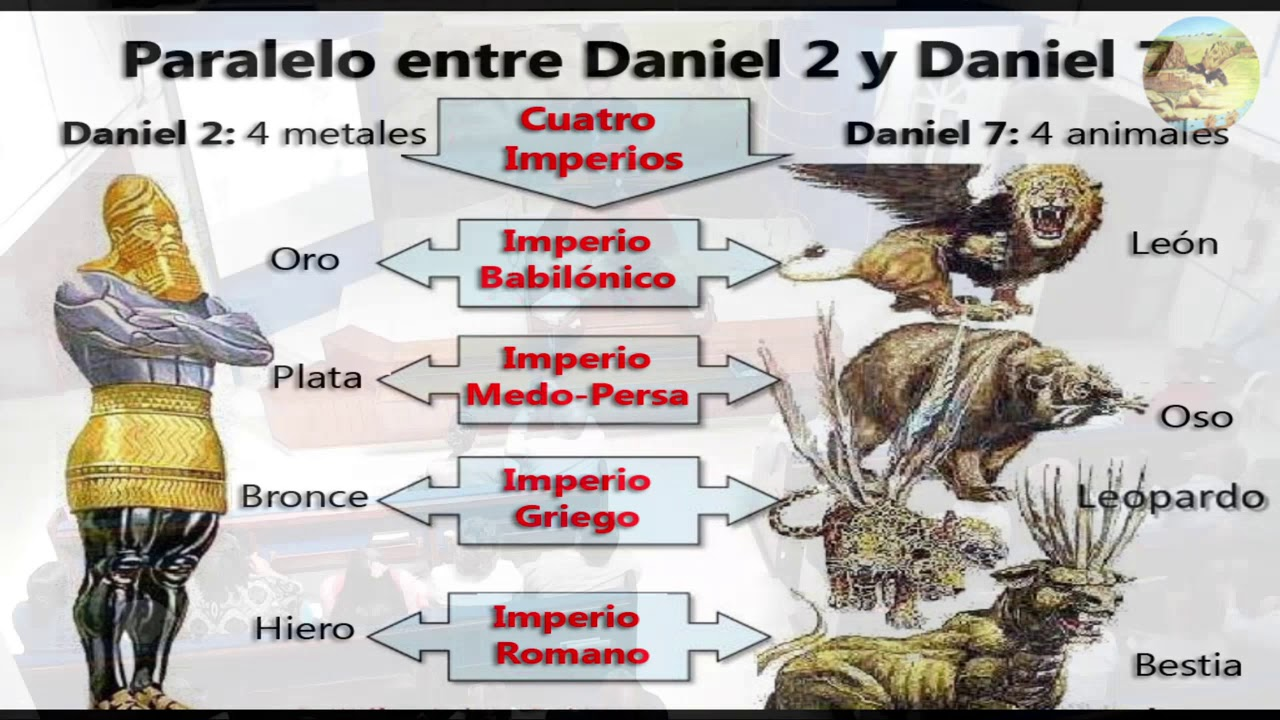 Paralelo entre Daniel 2 y Daniel 7
Cuatro
Imperios
Daniel 2: 4 metales
Daniel 7: 4 animales
Oro
Imperio
Babilónico
León
Plata
Imperio
Medo-Persa
Oso
Bronce
Imperio
Griego
Leopardo
Hiero
Imperio
Romano
Bestia